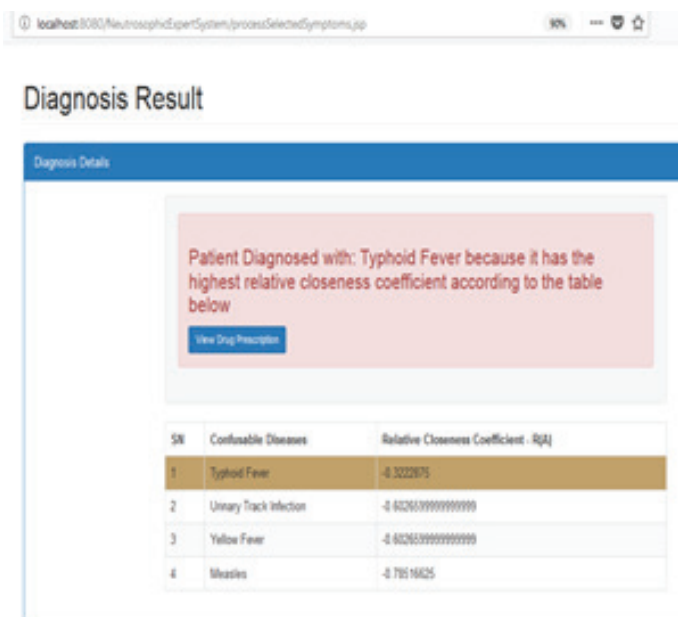 localhost:8080/NeutrosophicExpertSystem/processSelectedSymptoms.jsp 90%
Diagnosis Result
Diagnosis Details
Patient Diagnosed with: Typhoid Fever because it has the
highest relative closeness coefficient according to the table
below
View Drug Prescription
SN Confusable Diseases Relative Closeness Coefficient -
1 Typhoid Fever -0.3222875
2 Urinary Track Infection
3 Yellow Fever
4 Measles -0.78516625